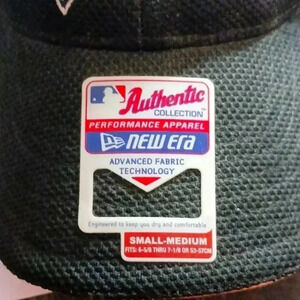 Authentic
COLLECTION™
PERFORMANCE APPAREL
NEW ERA
ADVANCED FABRIC
TECHNOLOGY
Engineered to keep you dry and comfortable
SMALL-MEDIUM
FITS: 6-5/8 THRU 7-1/8 OR 53-57CM